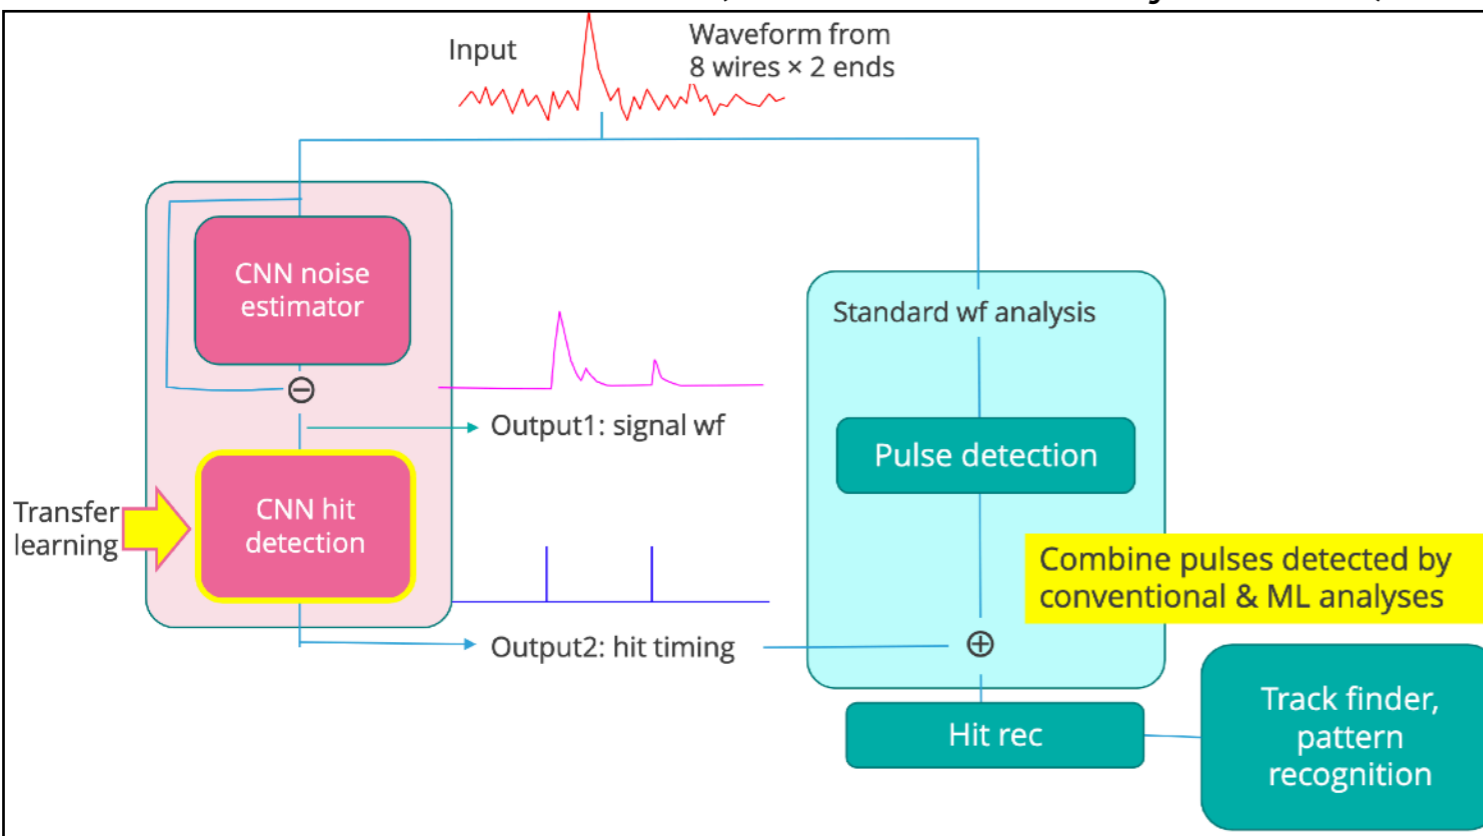 Input
Waveform from
8 wires × 2 ends
CNN noise
estimator
⊖
Output1: signal wf
Transfer
learning
CNN hit
detection
Output2: hit timing
Standard wf analysis
Pulse detection
Combine pulses detected by
conventional & ML analyses
⊕
Hit rec
Track finder,
pattern
recognition